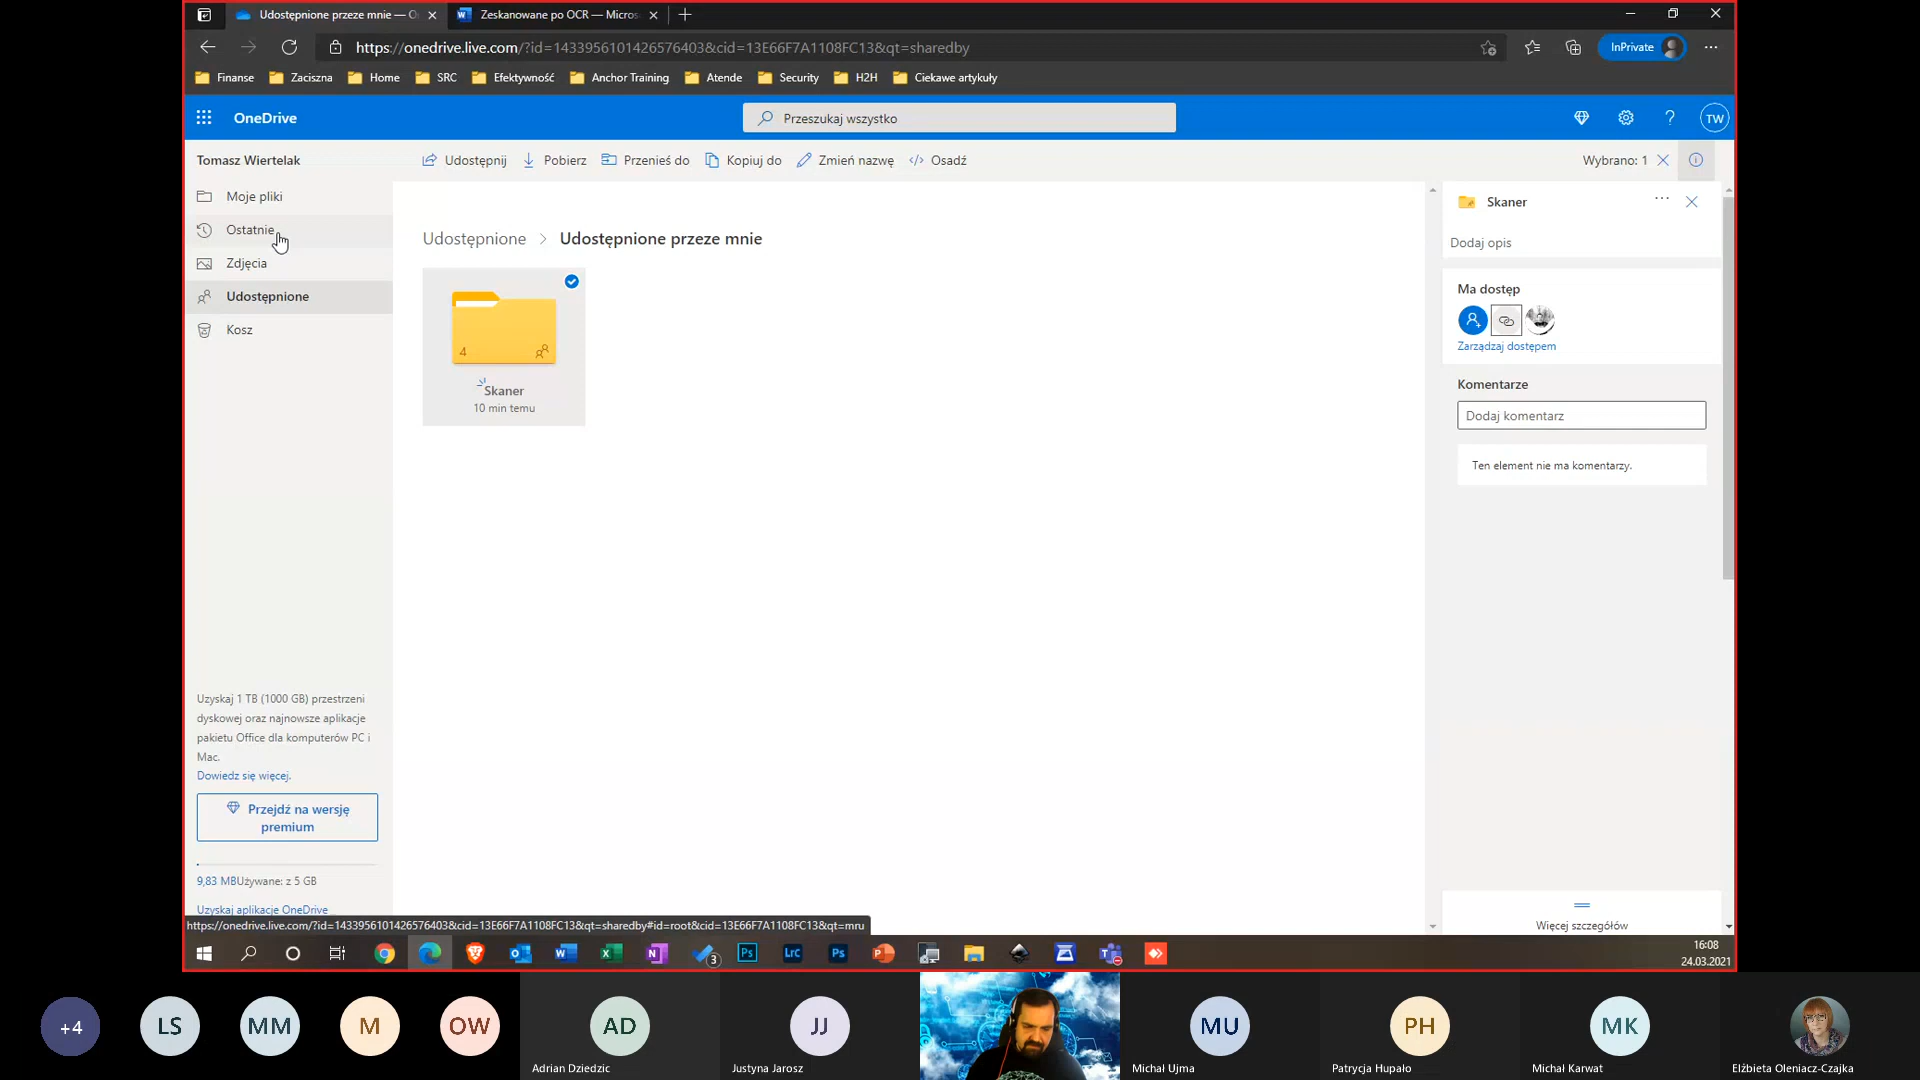 Udostępnione przeze mnie — O
Zeskanowane po OCR — Micros
https://onedrive.live.com/?id=1433956101426576403&cid=13E66F7A1108FC13&qt=sharedby
InPrivate
Finanse
Zaciszna
Home
SRC
Efektywność
Anchor Training
Atende
Security
H2H
Ciekawe artykuły
OneDrive
Przeszukaj wszystko
TW
Tomasz Wiertelak
Udostępnij
Pobierz
Przenieś do
Kopiuj do
Zmień nazwę
Osadź
Wybrano: 1
Moje pliki
Ostatnie
Zdjęcia
Udostępnione
Kosz
Udostępnione > Udostępnione przeze mnie
4
Skaner
10 min temu
Skaner
Dodaj opis
Ma dostęp
Zarządzaj dostępem
Komentarze
Dodaj komentarz
Ten element nie ma komentarzy.
Więcej szczegółów
Uzyskaj 1 TB (1000 GB) przestrzeni
dyskowej oraz najnowsze aplikacje
pakietu Office dla komputerów PC i
Mac.
Dowiedz się więcej.
Przejdź na wersję
premium
9,83 MBUżywane: z 5 GB
Uzyskaj aplikacje OneDrive
https://onedrive.live.com/?id=1433956101426576403&cid=13E66F7A1108FC13&qt=sharedby#id=root&cid=13E66F7A1108FC13&qt=mru
3
Ps
LrC
Ps
16:08
24.03.2021
+4
LS
MM
M
OW
AD
Adrian Dziedzic
JJ
Justyna Jarosz
MU
Michał Ujma
PH
Patrycja Hupało
MK
Michał Karwat
Elżbieta Oleniacz-Czajka